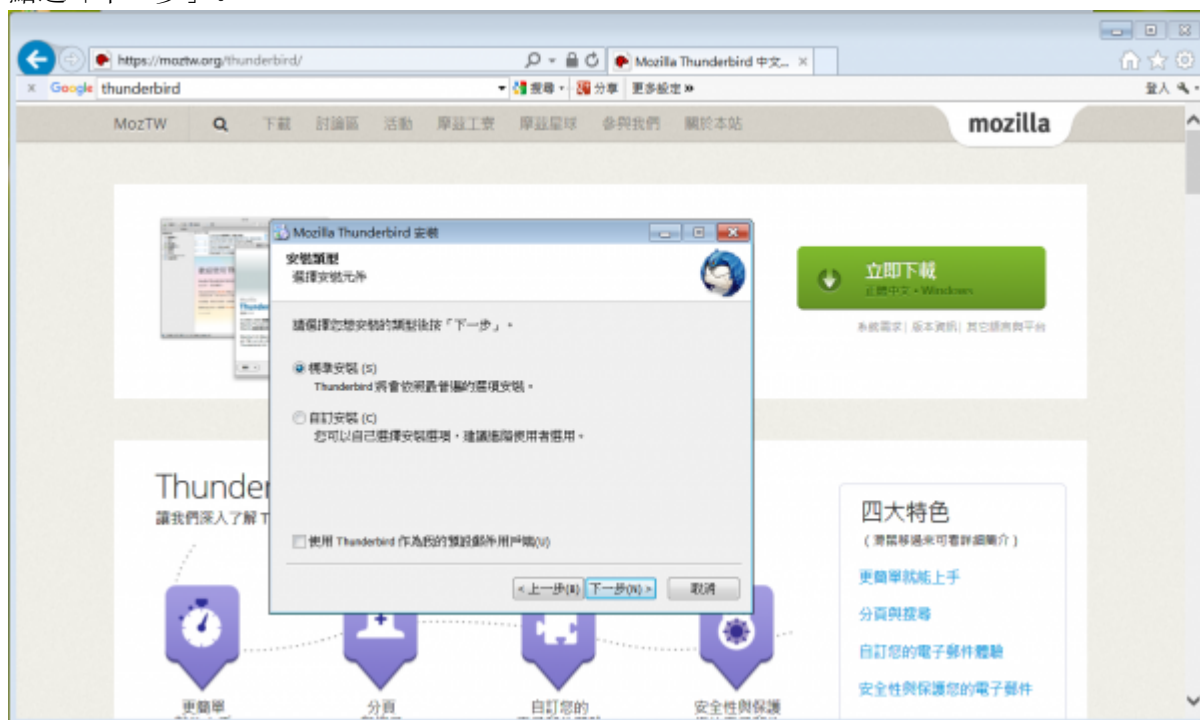 https://moztw.org/thunderbird/
Mozilla Thunderbird 中文...
Google
thunderbird
搜尋
分享
更多設定 »
登入
MozTW
下載
討論區
活動
摩茲工寮
摩茲星球
參與我們
關於本站
mozilla
Mozilla Thunderbird 安裝
安裝類型
選擇安裝元件
請選擇您想安裝的類型後按「下一步」。
標準安裝 (S)
Thunderbird 將會依照最普遍的選項安裝。
自訂安裝 (C)
您可以自己選擇安裝選項，建議進階使用者選用。
使用 Thunderbird 作為我的預設郵件用戶端(U)
< 上一步(B)
下一步(N) >
取消
立即下載
正體中文 • Windows
系統需求 | 版本資訊 | 其它語言與平台
Thunder
讓我們深入了解 T
更簡單
分頁
自訂您的
安全性與保護
四大特色
( 滑鼠移過來可看詳細簡介 )
更簡單就能上手
分頁與搜尋
自訂您的電子郵件體驗
安全性與保護您的電子郵件